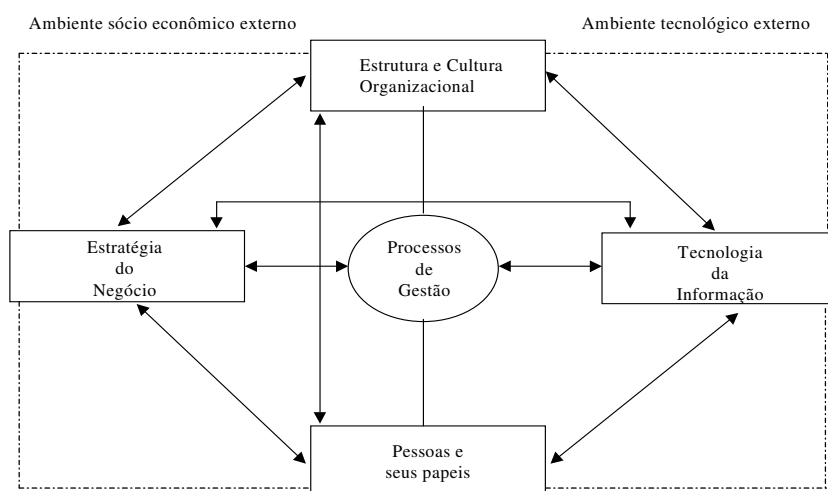 Ambiente sócio econômico externo
Ambiente tecnológico externo
Estrutura e Cultura
Organizacional
Estratégia
do
Negócio
Processos
de
Gestão
Tecnologia
da
Informação
Pessoas e
seus papeis